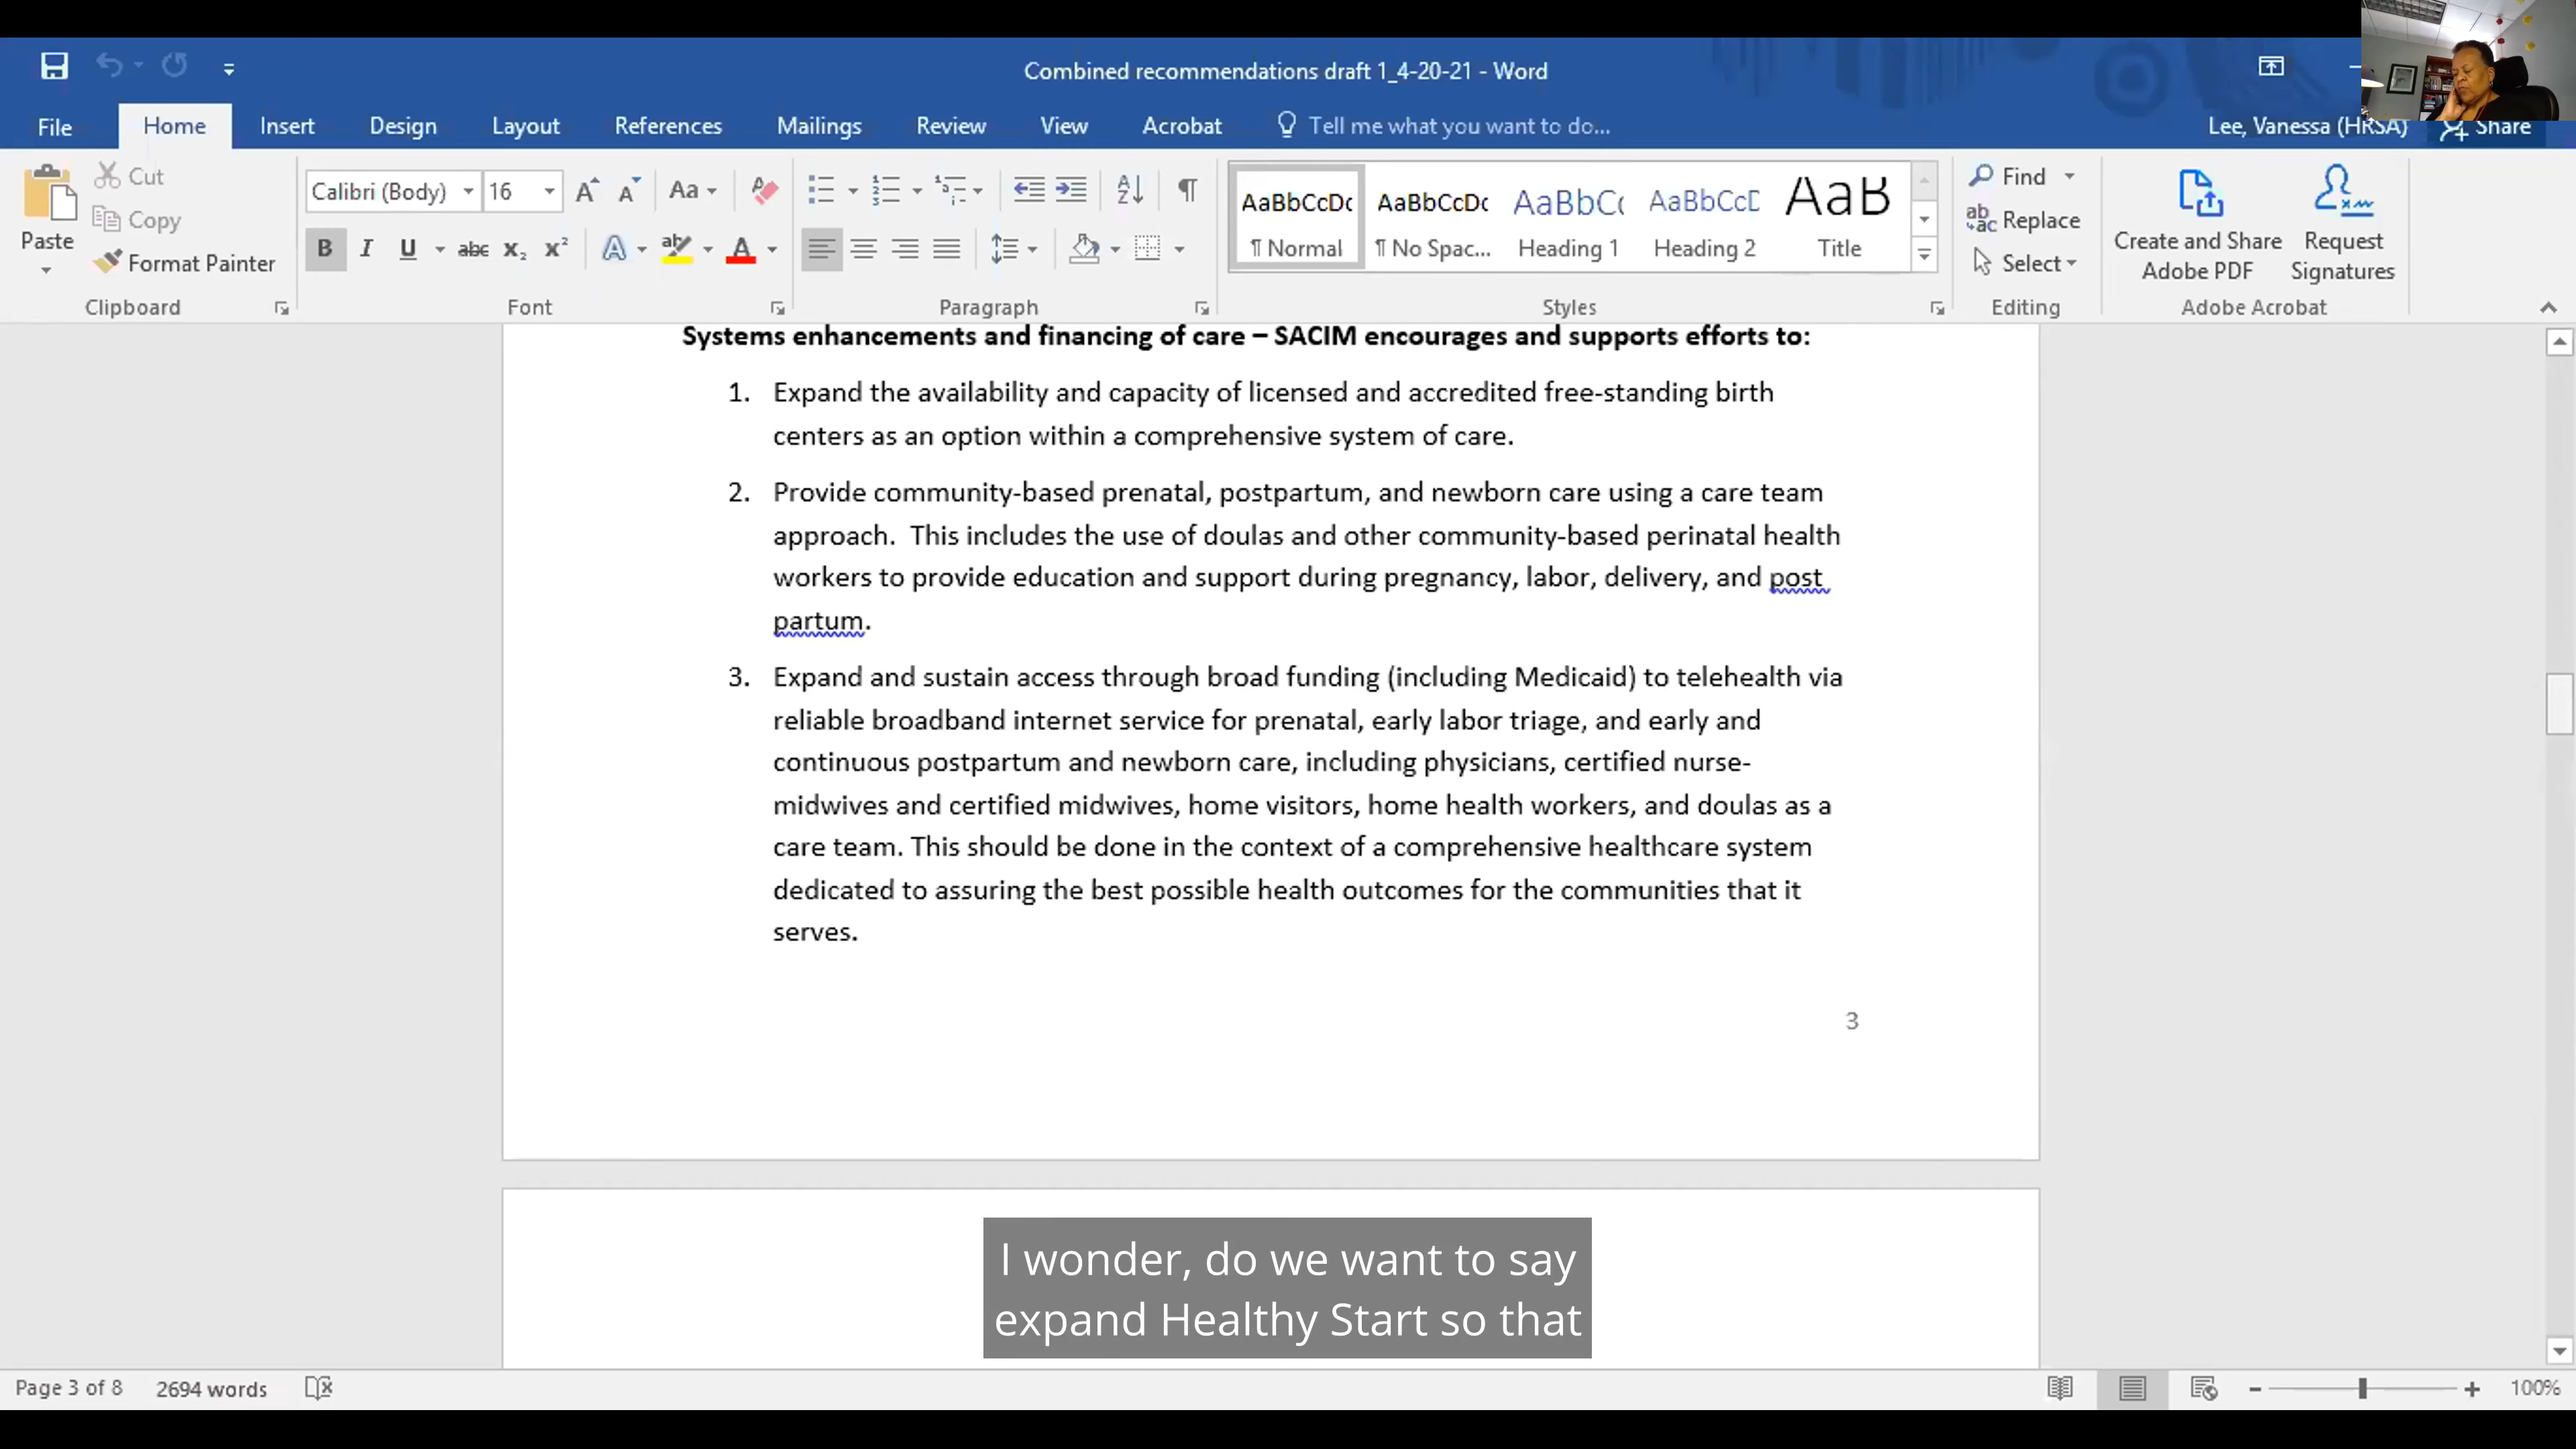 Combined recommendations draft 1_4-20-21 - Word
File Home Insert Design Layout References Mailings Review View Acrobat Tell me what you want to do... Lee, Vanessa (HRSA) Share
Paste
Cut
Copy
Format Painter
Clipboard
Calibri (Body) 16 Aa
B I U abc X₂ X² A ab A
Font
Paragraph
AaBbCcDc AaBbCcDc AaBbC AaBbCcD AaB
¶ Normal ¶ No Spac... Heading 1 Heading 2 Title
Styles
Find
Replace
Select
Editing
Create and Share
Adobe PDF
Request
Signatures
Adobe Acrobat
Systems enhancements and financing of care – SACIM encourages and supports efforts to:
1. Expand the availability and capacity of licensed and accredited free-standing birth
centers as an option within a comprehensive system of care.
2. Provide community-based prenatal, postpartum, and newborn care using a care team
approach.  This includes the use of doulas and other community-based perinatal health
workers to provide education and support during pregnancy, labor, delivery, and post
partum.
3. Expand and sustain access through broad funding (including Medicaid) to telehealth via
reliable broadband internet service for prenatal, early labor triage, and early and
continuous postpartum and newborn care, including physicians, certified nurse-
midwives and certified midwives, home visitors, home health workers, and doulas as a
care team. This should be done in the context of a comprehensive healthcare system
dedicated to assuring the best possible health outcomes for the communities that it
serves.
3
I wonder, do we want to say
expand Healthy Start so that
Page 3 of 8 2694 words 100%